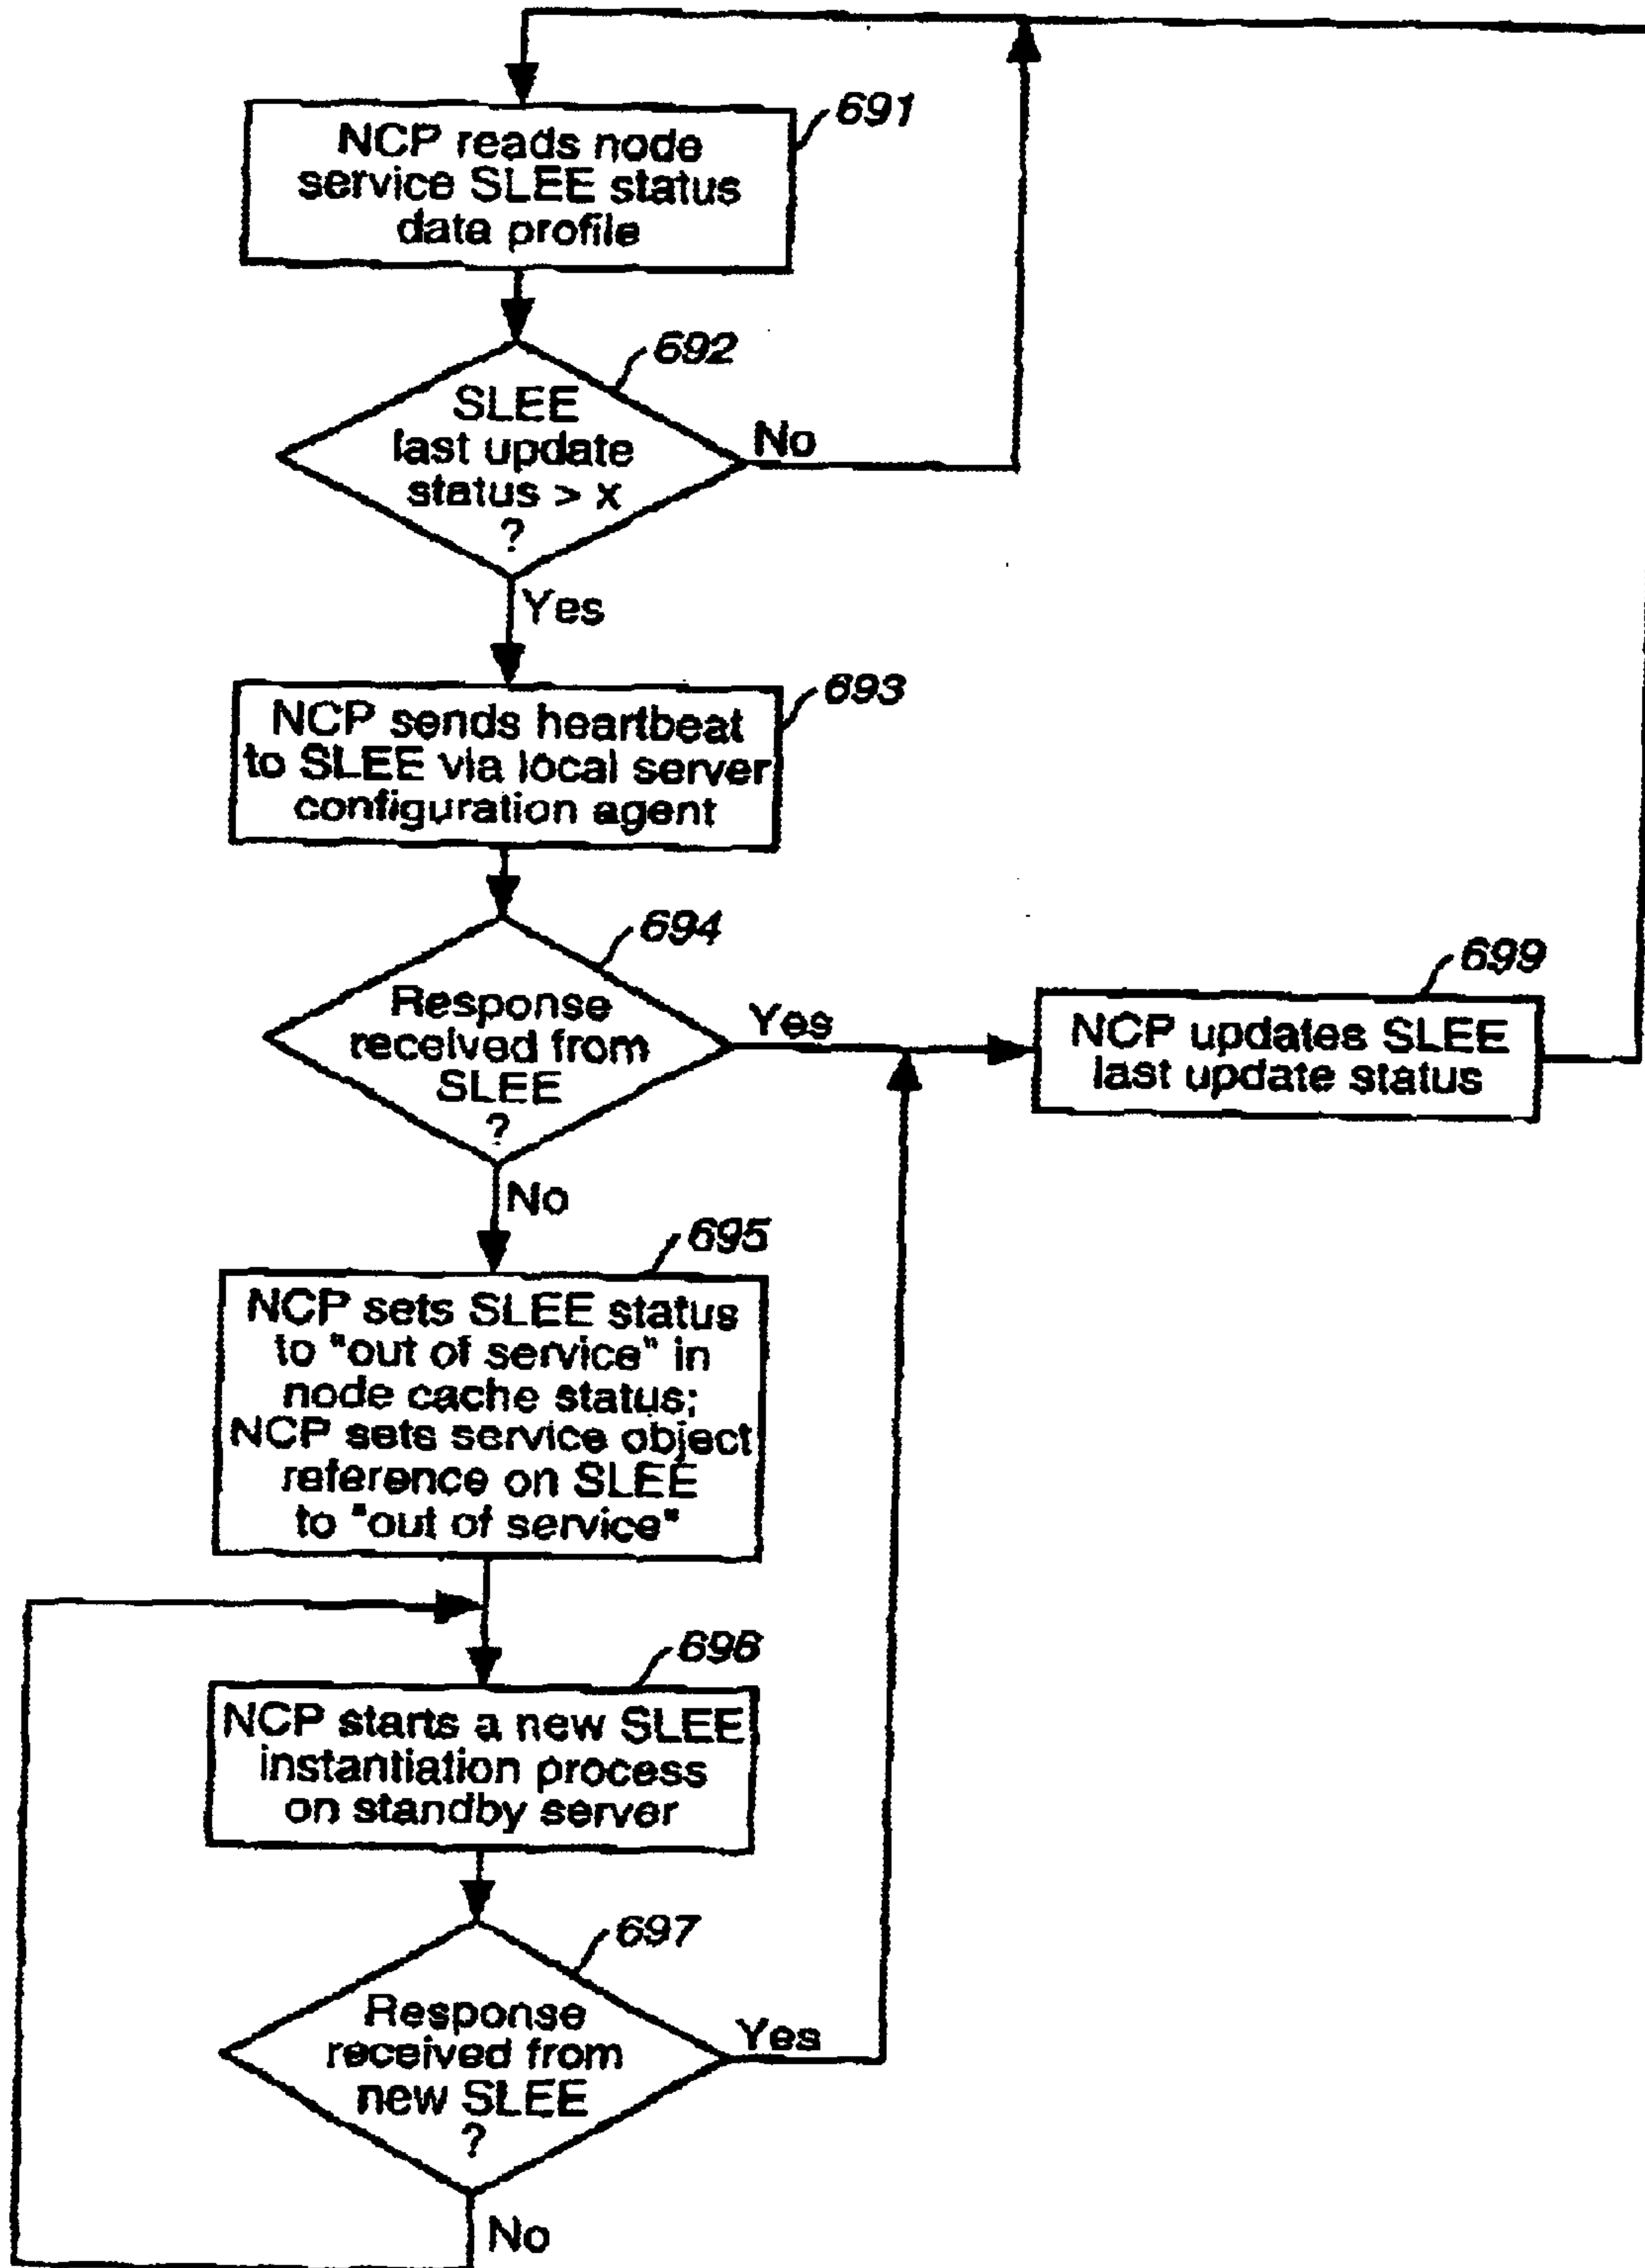 691
NCP reads node
service SLEE status
date profile
692
SLEE
last update
status > x
?
No
Yes
693
NCP sends heartbeat
to SLEE via local server
configuration agent
694
Response
received from
SLEE
?
Yes
699
NCP updates SLEE
last update status
No
695
NCP sets SLEE status
to "out of service" in
node cache status;
NCP sets service object
reference on SLEE
to "out of service"
696
NCP starts a new SLEE
instantiation process
on standby server
697
Response
received from
new SLEE
?
Yes
No